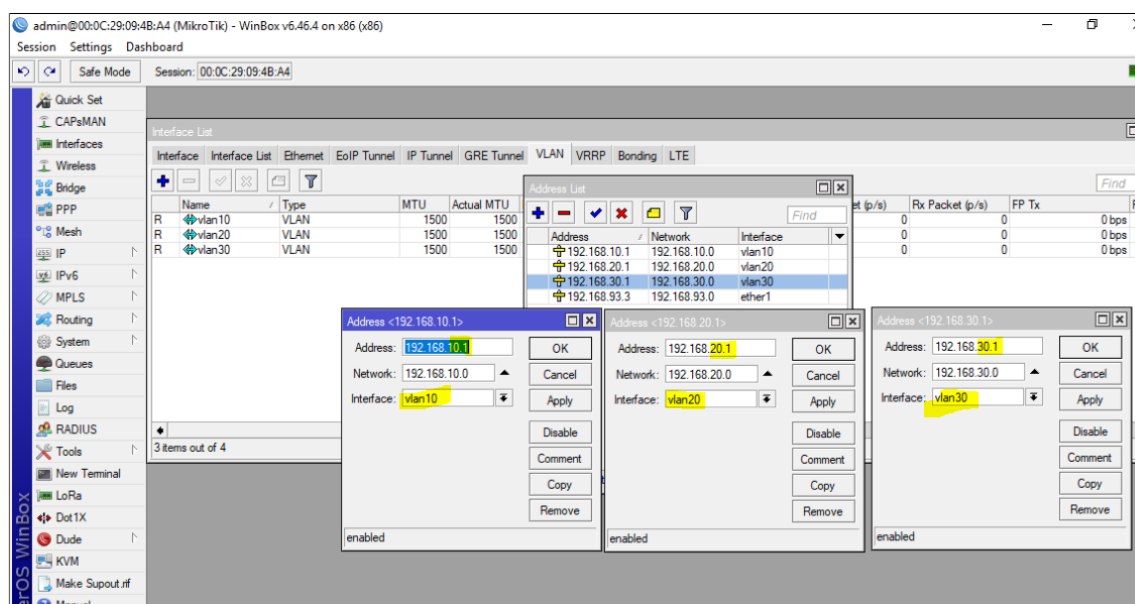 admin@00:0C:29:09:4B:A4 (MikroTik) - WinBox v6.46.4 on x86 (x86)
Session Settings Dashboard
Safe Mode Session: 00:0C:29:09:4B:A4
Quick Set
CAPsMAN
Interfaces
Wireless
Bridge
PPP
Mesh
IP
IPv6
MPLS
Routing
System
Queues
Files
Log
RADIUS
Tools
New Terminal
LoRa
Dot1X
Dude
KVM
Make Supout.rif
WinBox
Interface List
Interface Interface List Ethernet EoIP Tunnel IP Tunnel GRE Tunnel VLAN VRRP Bonding LTE
Find
Name / Type MTU Actual MTU Rx Packet (p/s) FP Tx
R vlan10 VLAN 1500 1500 0 0 0 bps
R vlan20 VLAN 1500 1500 0 0 0 bps
R vlan30 VLAN 1500 1500 0 0 0 bps
3 items out of 4
Address List
Find
Address / Network Interface
192.168.10.1 192.168.10.0 vlan10
192.168.20.1 192.168.20.0 vlan20
192.168.30.1 192.168.30.0 vlan30
192.168.93.3 192.168.93.0 ether1
Address <192.168.10.1>
Address: 192.168.10.1 OK
Network: 192.168.10.0 Cancel
Interface: vlan10 Apply
Disable
Comment
Copy
Remove
enabled
Address <192.168.20.1>
Address: 192.168.20.1 OK
Network: 192.168.20.0 Cancel
Interface: vlan20 Apply
Disable
Comment
Copy
Remove
enabled
Address <192.168.30.1>
Address: 192.168.30.1 OK
Network: 192.168.30.0 Cancel
Interface: vlan30 Apply
Disable
Comment
Copy
Remove
enabled